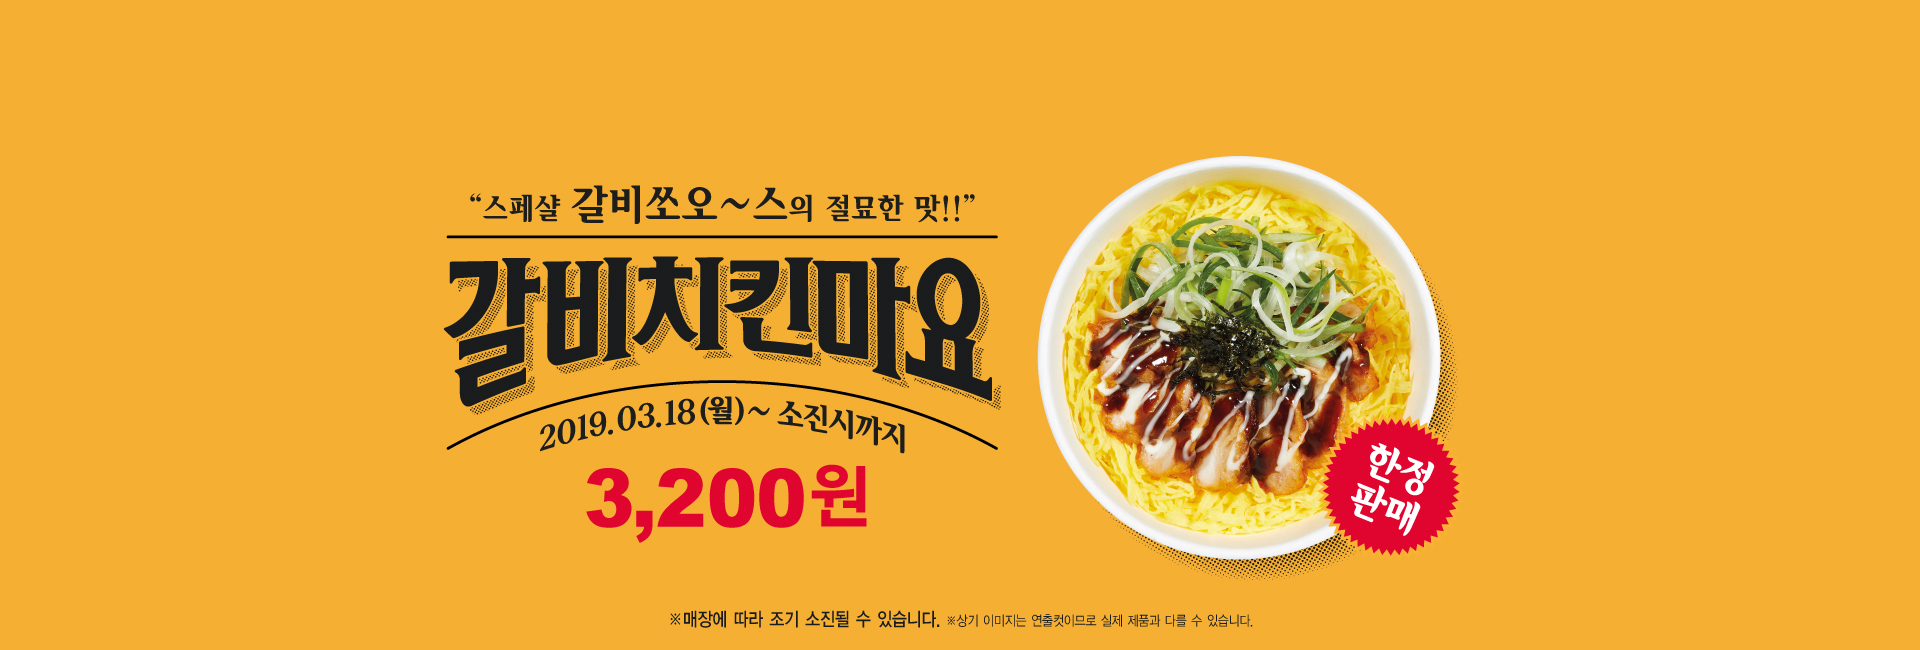 “스페샬 갈비쏘오~스의 절묘한 맛!!”
갈비치킨마요
2019.03.18(월)~ 소진시까지
3,200원
한정
판매
※매장에 따라 조기 소진될 수 있습니다. ※상기 이미지는 연출컷이므로 실제 제품과 다를 수 있습니다.